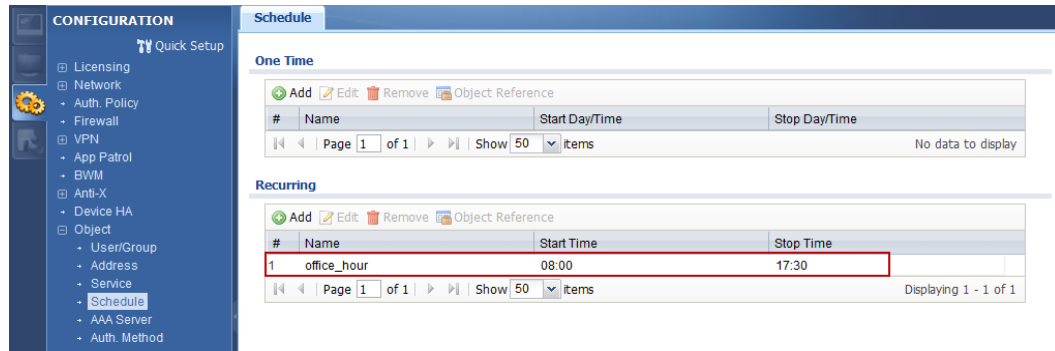 CONFIGURATION
Quick Setup
Licensing
Network
Auth. Policy
Firewall
VPN
App Patrol
BWM
Anti-X
Device HA
Object
User/Group
Address
Service
Schedule
AAA Server
Auth. Method
Schedule
One Time
Add Edit Remove Object Reference
# Name Start Day/Time Stop Day/Time
Page 1 of 1 Show 50 items No data to display
Recurring
Add Edit Remove Object Reference
# Name Start Time Stop Time
1 office_hour 08:00 17:30
Page 1 of 1 Show 50 items Displaying 1 - 1 of 1